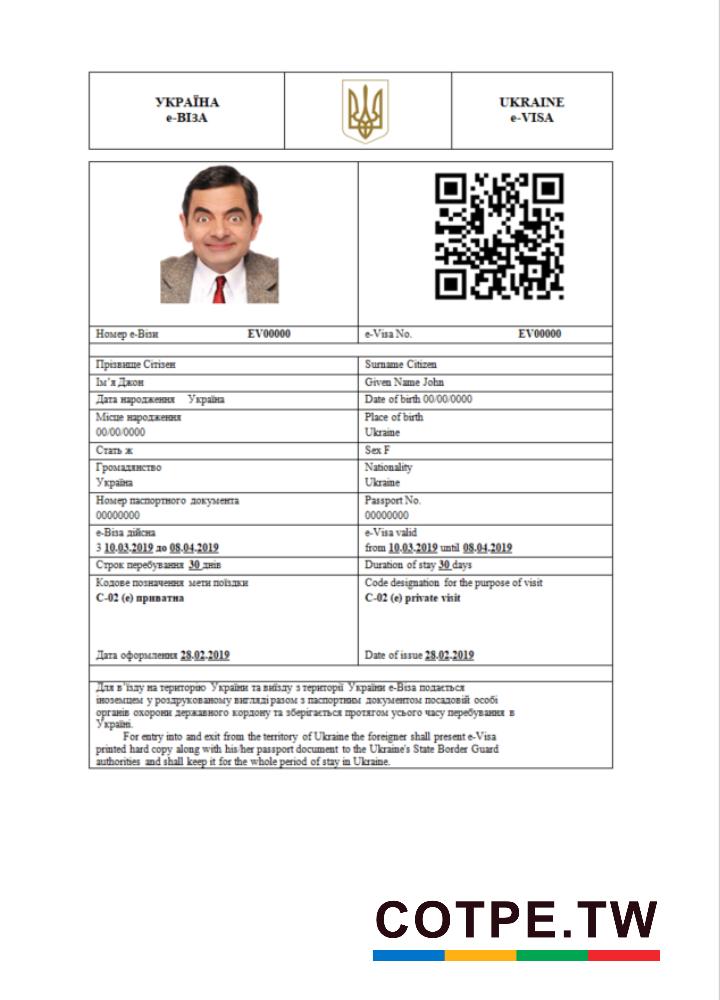 УКРАЇНА
е-ВІЗА
UKRAINE
e-VISA
Номер е-Візи EV00000
e-Visa No. EV00000
Прізвище Сітізен
Surname Citizen
Ім'я Джон
Given Name John
Дата народження Україна
Date of birth 00/00/0000
Місце народження
00/00/0000
Place of birth
Ukraine
Стать ж
Sex F
Громадянство
Україна
Nationality
Ukraine
Номер паспортного документа
00000000
Passport No.
00000000
е-Віза дійсна
З 10.03.2019 до 08.04.2019
e-Visa valid
from 10.03.2019 until 08.04.2019
Строк перебування 30 днів
Duration of stay 30 days
Кодове позначення мети поїздки
С-02 (е) приватна
Code designation for the purpose of visit
C-02 (e) private visit
Дата оформлення 28.02.2019
Date of issue 28.02.2019
Для в'їзду на територію України та виїзду з території України е-Віза подається
іноземцем у роздрукованому вигляді разом з паспортним документом посадовій особі
органів охорони державного кордону та зберігається протягом усього часу перебування в
Україні.
For entry into and exit from the territory of Ukraine the foreigner shall present e-Visa
printed hard copy along with his/her passport document to the Ukraine's State Border Guard
authorities and shall keep it for the whole period of stay in Ukraine.
COTPE.TW